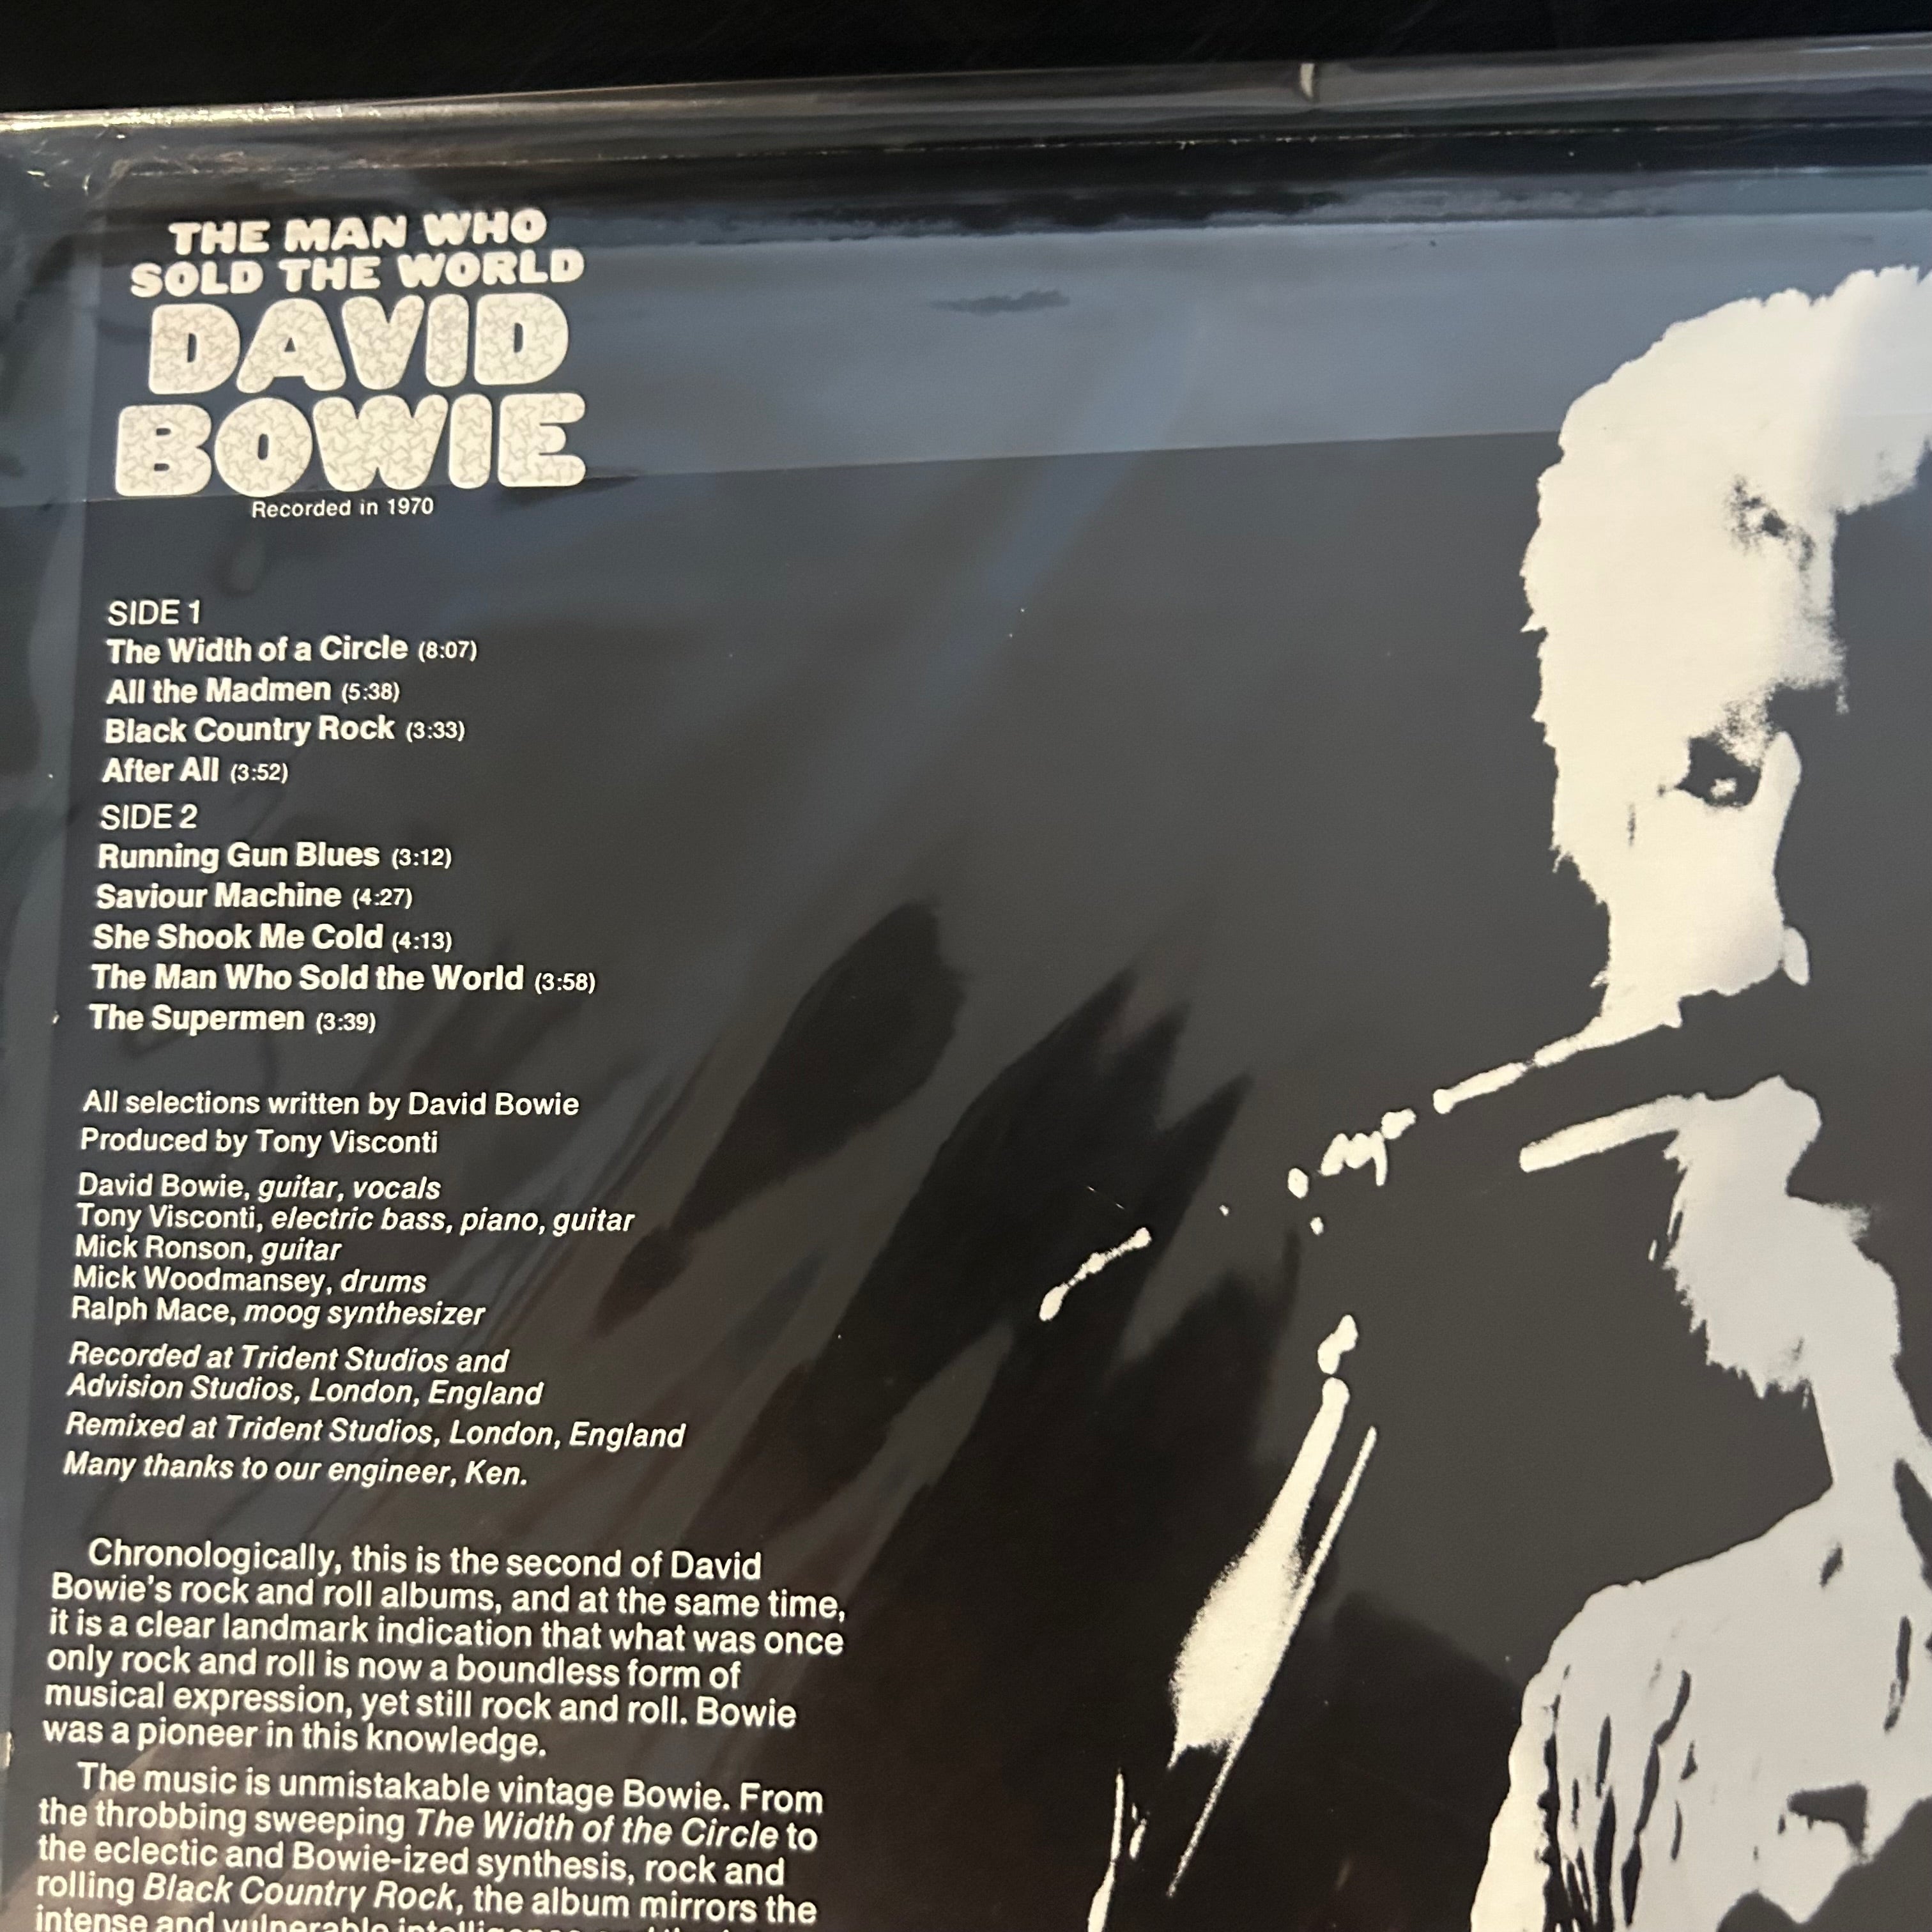 THE MAN WHO
SOLD THE WORLD
DAVID
BOWIE
Recorded in 1970
SIDE 1
The Width of a Circle (8:07)
All the Madmen (5:38)
Black Country Rock (3:33)
After All (3:52)
SIDE 2
Running Gun Blues (3:12)
Saviour Machine (4:27)
She Shook Me Cold (4:13)
The Man Who Sold the World (3:58)
The Supermen (3:39)
All selections written by David Bowie
Produced by Tony Visconti
David Bowie, guitar, vocals
Tony Visconti, electric bass, piano, guitar
Mick Ronson, guitar
Mick Woodmansey, drums
Ralph Mace, moog synthesizer
Recorded at Trident Studios and
Advision Studios, London, England
Remixed at Trident Studios, London, England
Many thanks to our engineer, Ken.
Chronologically, this is the second of David
Bowie's rock and roll albums, and at the same time,
it is a clear landmark indication that what was once
only rock and roll is now a boundless form of
musical expression, yet still rock and roll. Bowie
was a pioneer in this knowledge.
The music is unmistakable vintage Bowie. From
the throbbing sweeping The Width of the Circle to
the eclectic and Bowie-ized synthesis, rock and
rolling Black Country Rock, the album mirrors the
intense and vulnerable